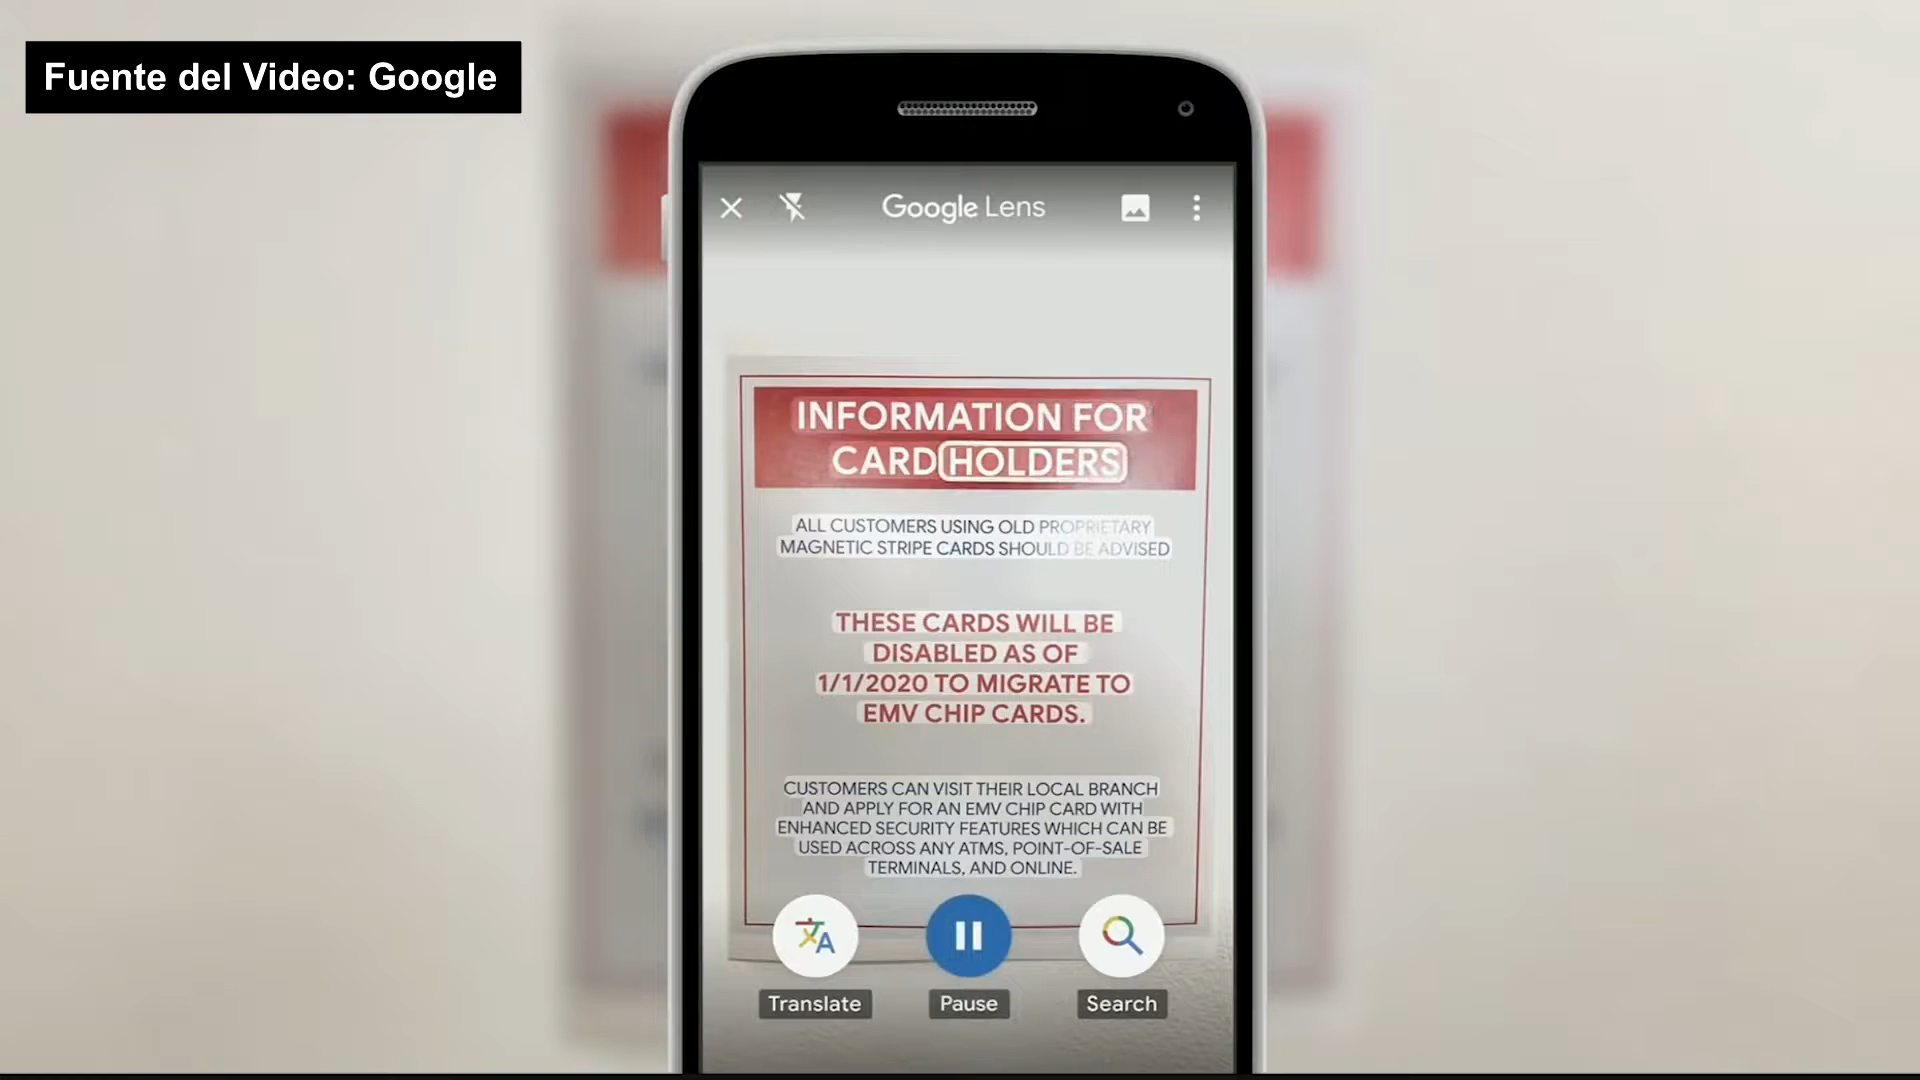 Fuente del Video: Google
Google Lens
INFORMATION FOR
CARDHOLDERS
ALL CUSTOMERS USING OLD PROPRIETARY
MAGNETIC STRIPE CARDS SHOULD BE ADVISED
THESE CARDS WILL BE
DISABLED AS OF
1/1/2020 TO MIGRATE TO
EMV CHIP CARDS.
CUSTOMERS CAN VISIT THEIR LOCAL BRANCH
AND APPLY FOR AN EMV CHIP CARD WITH
ENHANCED SECURITY FEATURES WHICH CAN BE
USED ACROSS ANY ATMS, POINT-OF-SALE
TERMINALS, AND ONLINE.
Translate
Pause
Search